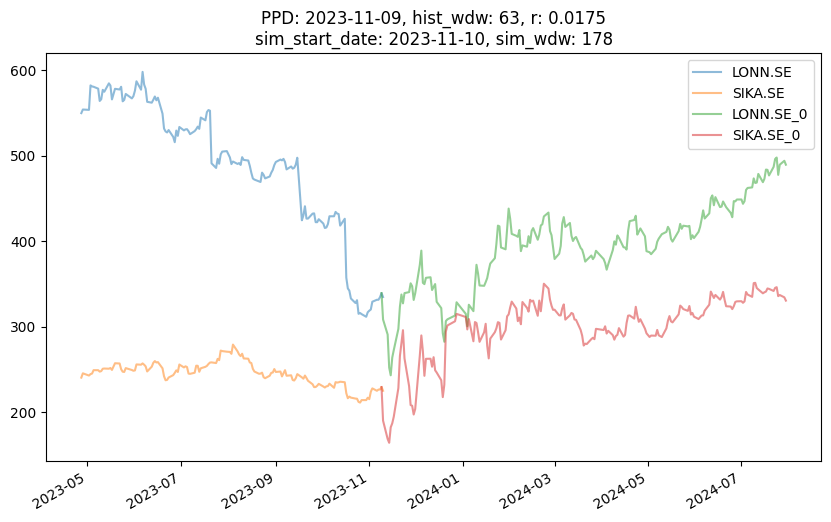 PPD: 2023-11-09, hist_wdw: 63, r: 0.0175
sim_start_date: 2023-11-10, sim_wdw: 178
LONN.SE
SIKA.SE
LONN.SE_0
SIKA.SE_0
600
500
400
300
200
2023-05
2023-07
2023-09
2023-11
2024-01
2024-03
2024-05
2024-07